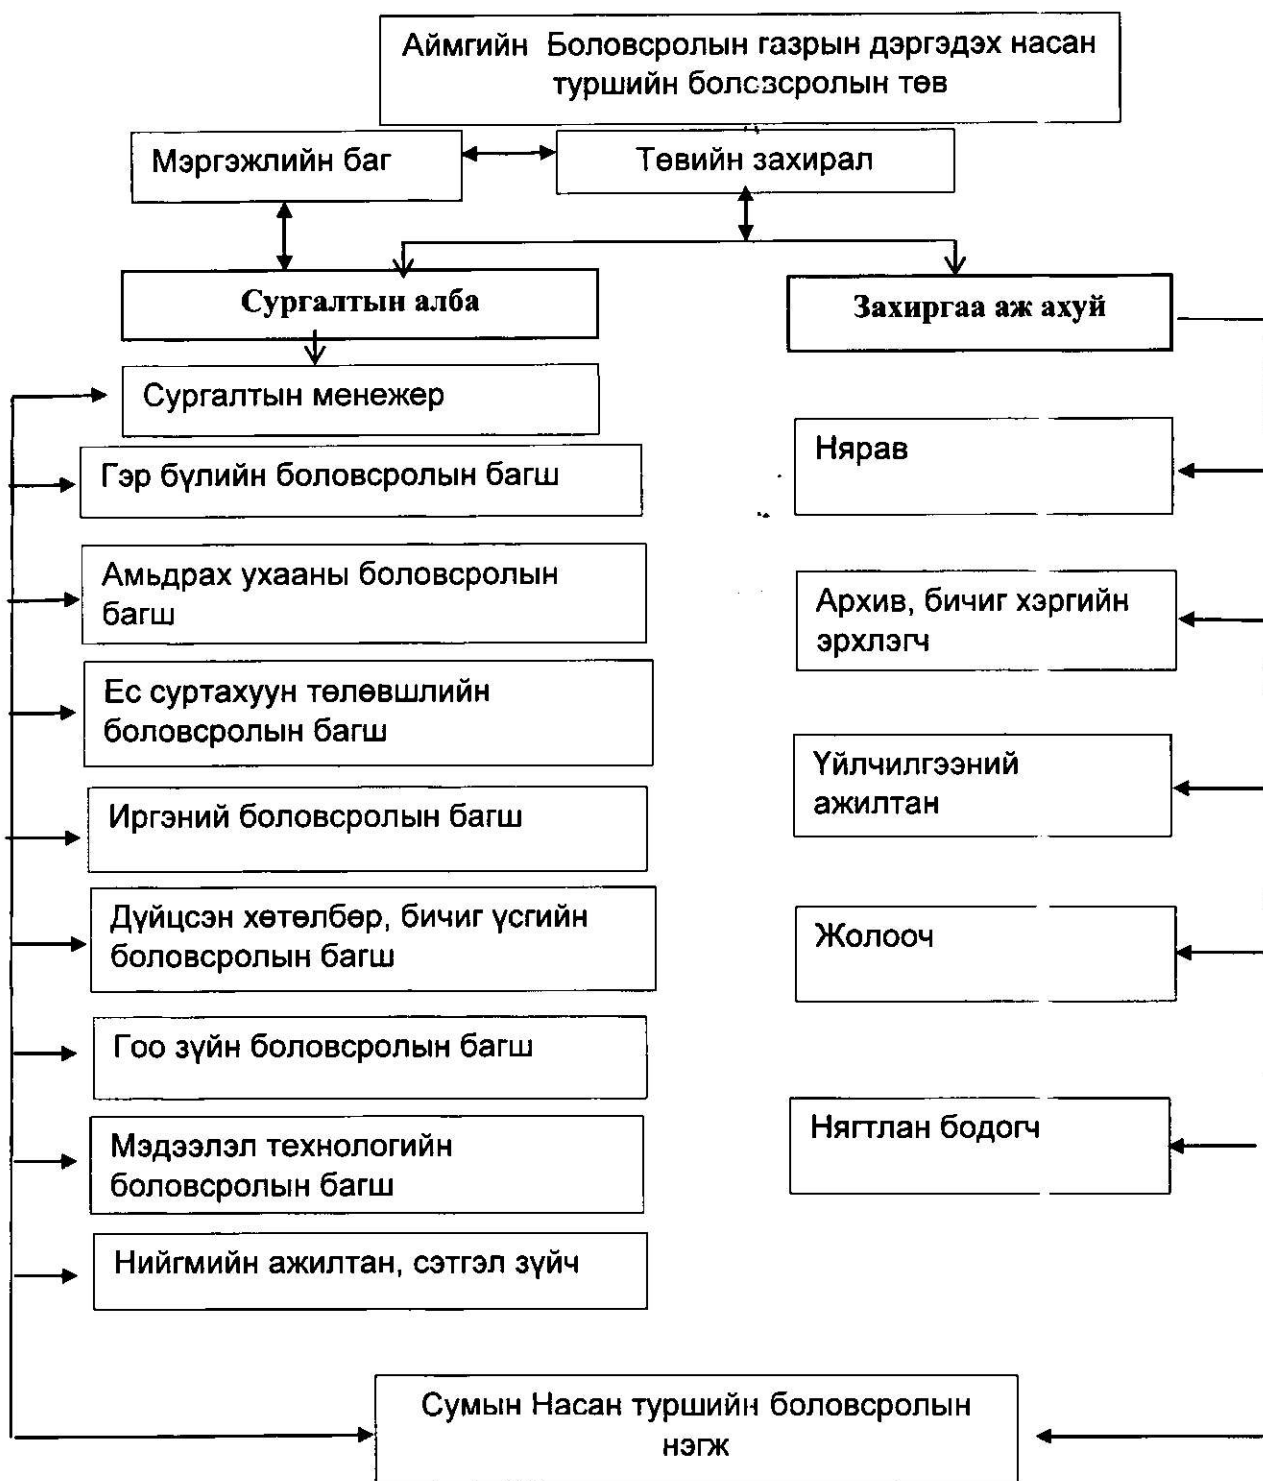 Аймгийн Боловсролын газрын дэргэдэх насан
туршийн боловсролын төв
Мэргэжлийн баг
Төвийн захирал
Сургалтын алба
Захиргаа аж ахуй
Сургалтын менежер
Гэр бүлийн боловсролын багш
Амьдрах ухааны боловсролын
багш
Ес суртахуун төлөвшлийн
боловсролын багш
Иргэний боловсролын багш
Дүйцсэн хөтөлбөр, бичиг үсгийн
боловсролын багш
Гоо зүйн боловсролын багш
Мэдээлэл технологийн
боловсролын багш
Нийгмийн ажилтан, сэтгэл зүйч
Нярав
Архив, бичиг хэргийн
эрхлэгч
Үйлчилгээний
ажилтан
Жолооч
Нягтлан бодогч
Сумын Насан туршийн боловсролын
нэгж